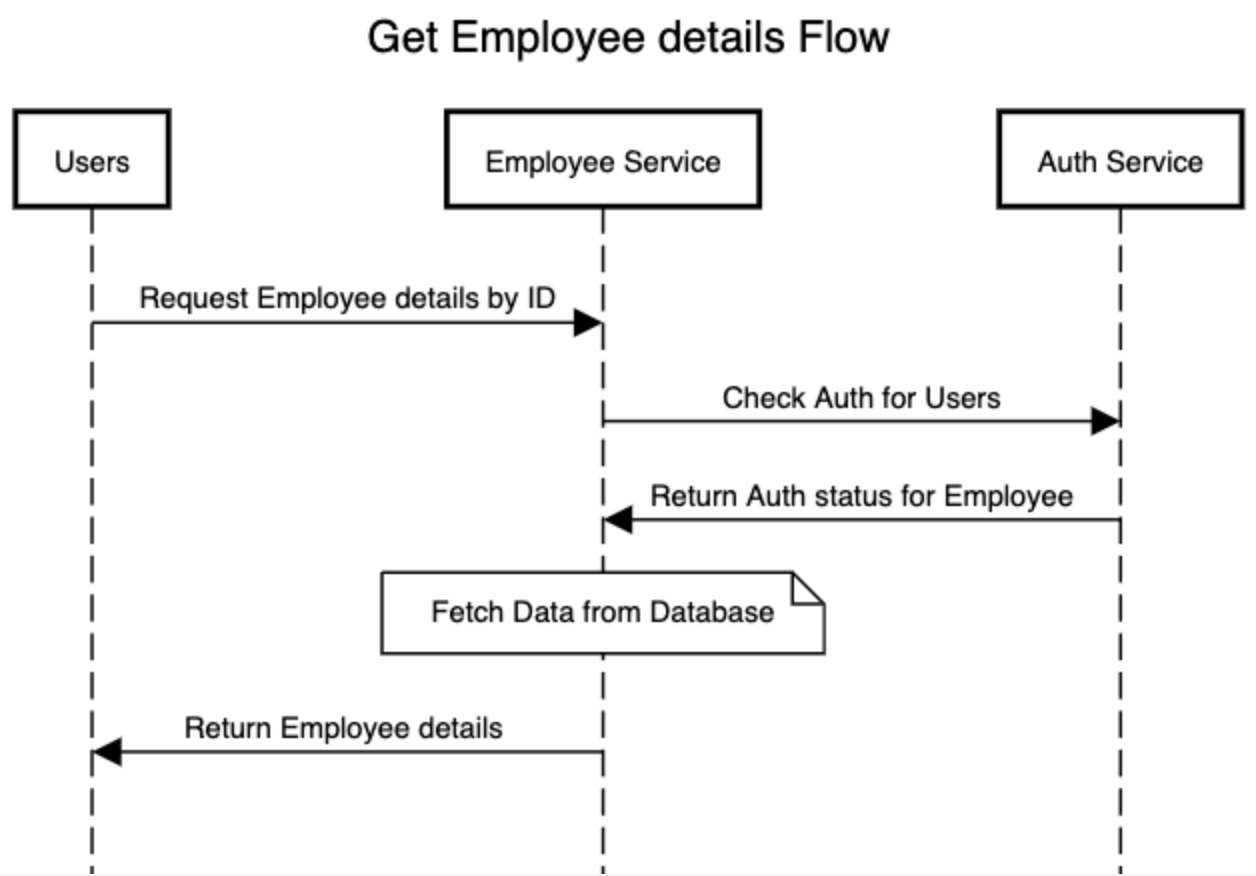 Get Employee details Flow
Users
Employee Service
Auth Service
Request Employee details by ID
Check Auth for Users
Return Auth status for Employee
Fetch Data from Database
Return Employee details